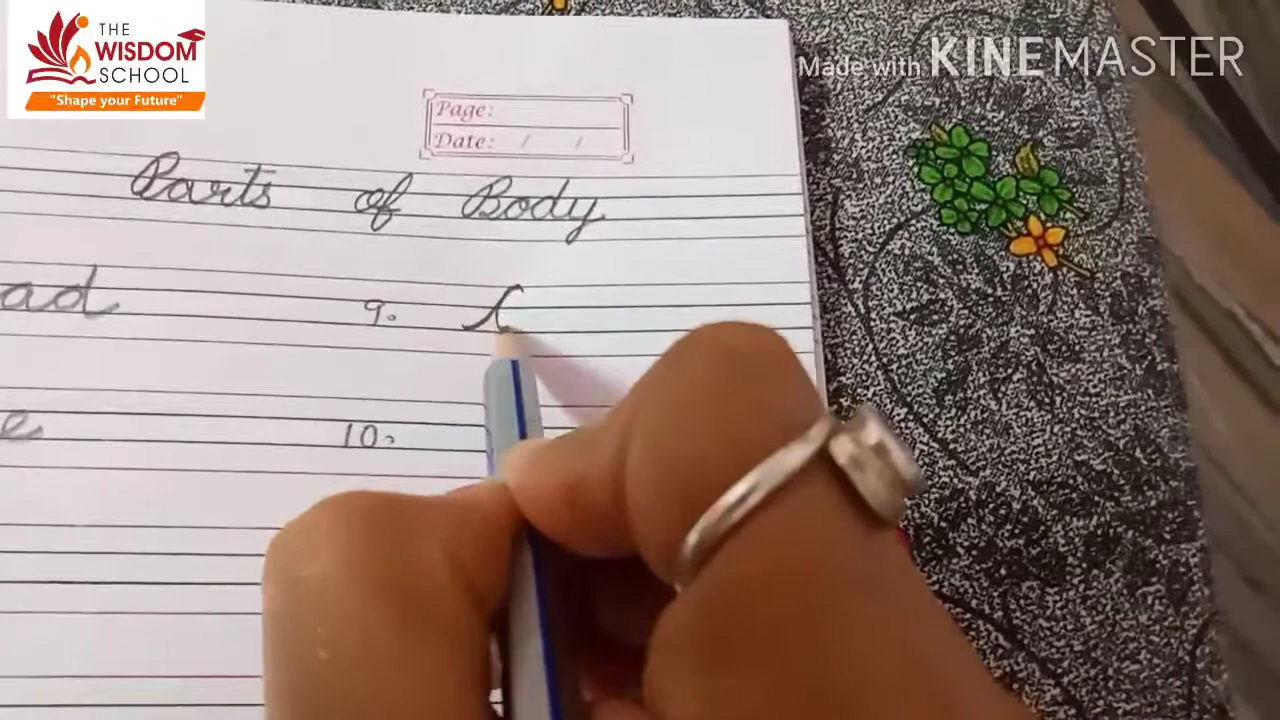 THE
WISDOM
SCHOOL
"Shape your Future"
Made with KINEMASTER
Page:
Date: / /
Parts of Body
ad 9.
e 10.